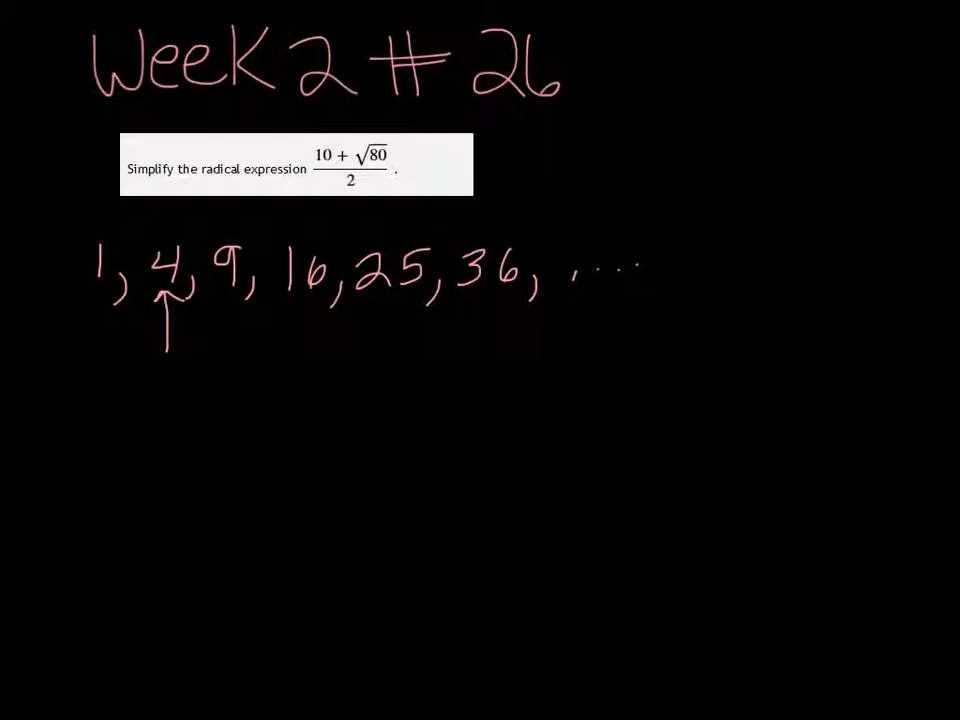 Week 2 # 26
Simplify the radical expression (10 + √80)/2 .
1, 4, 9, 16, 25, 36, , . . .